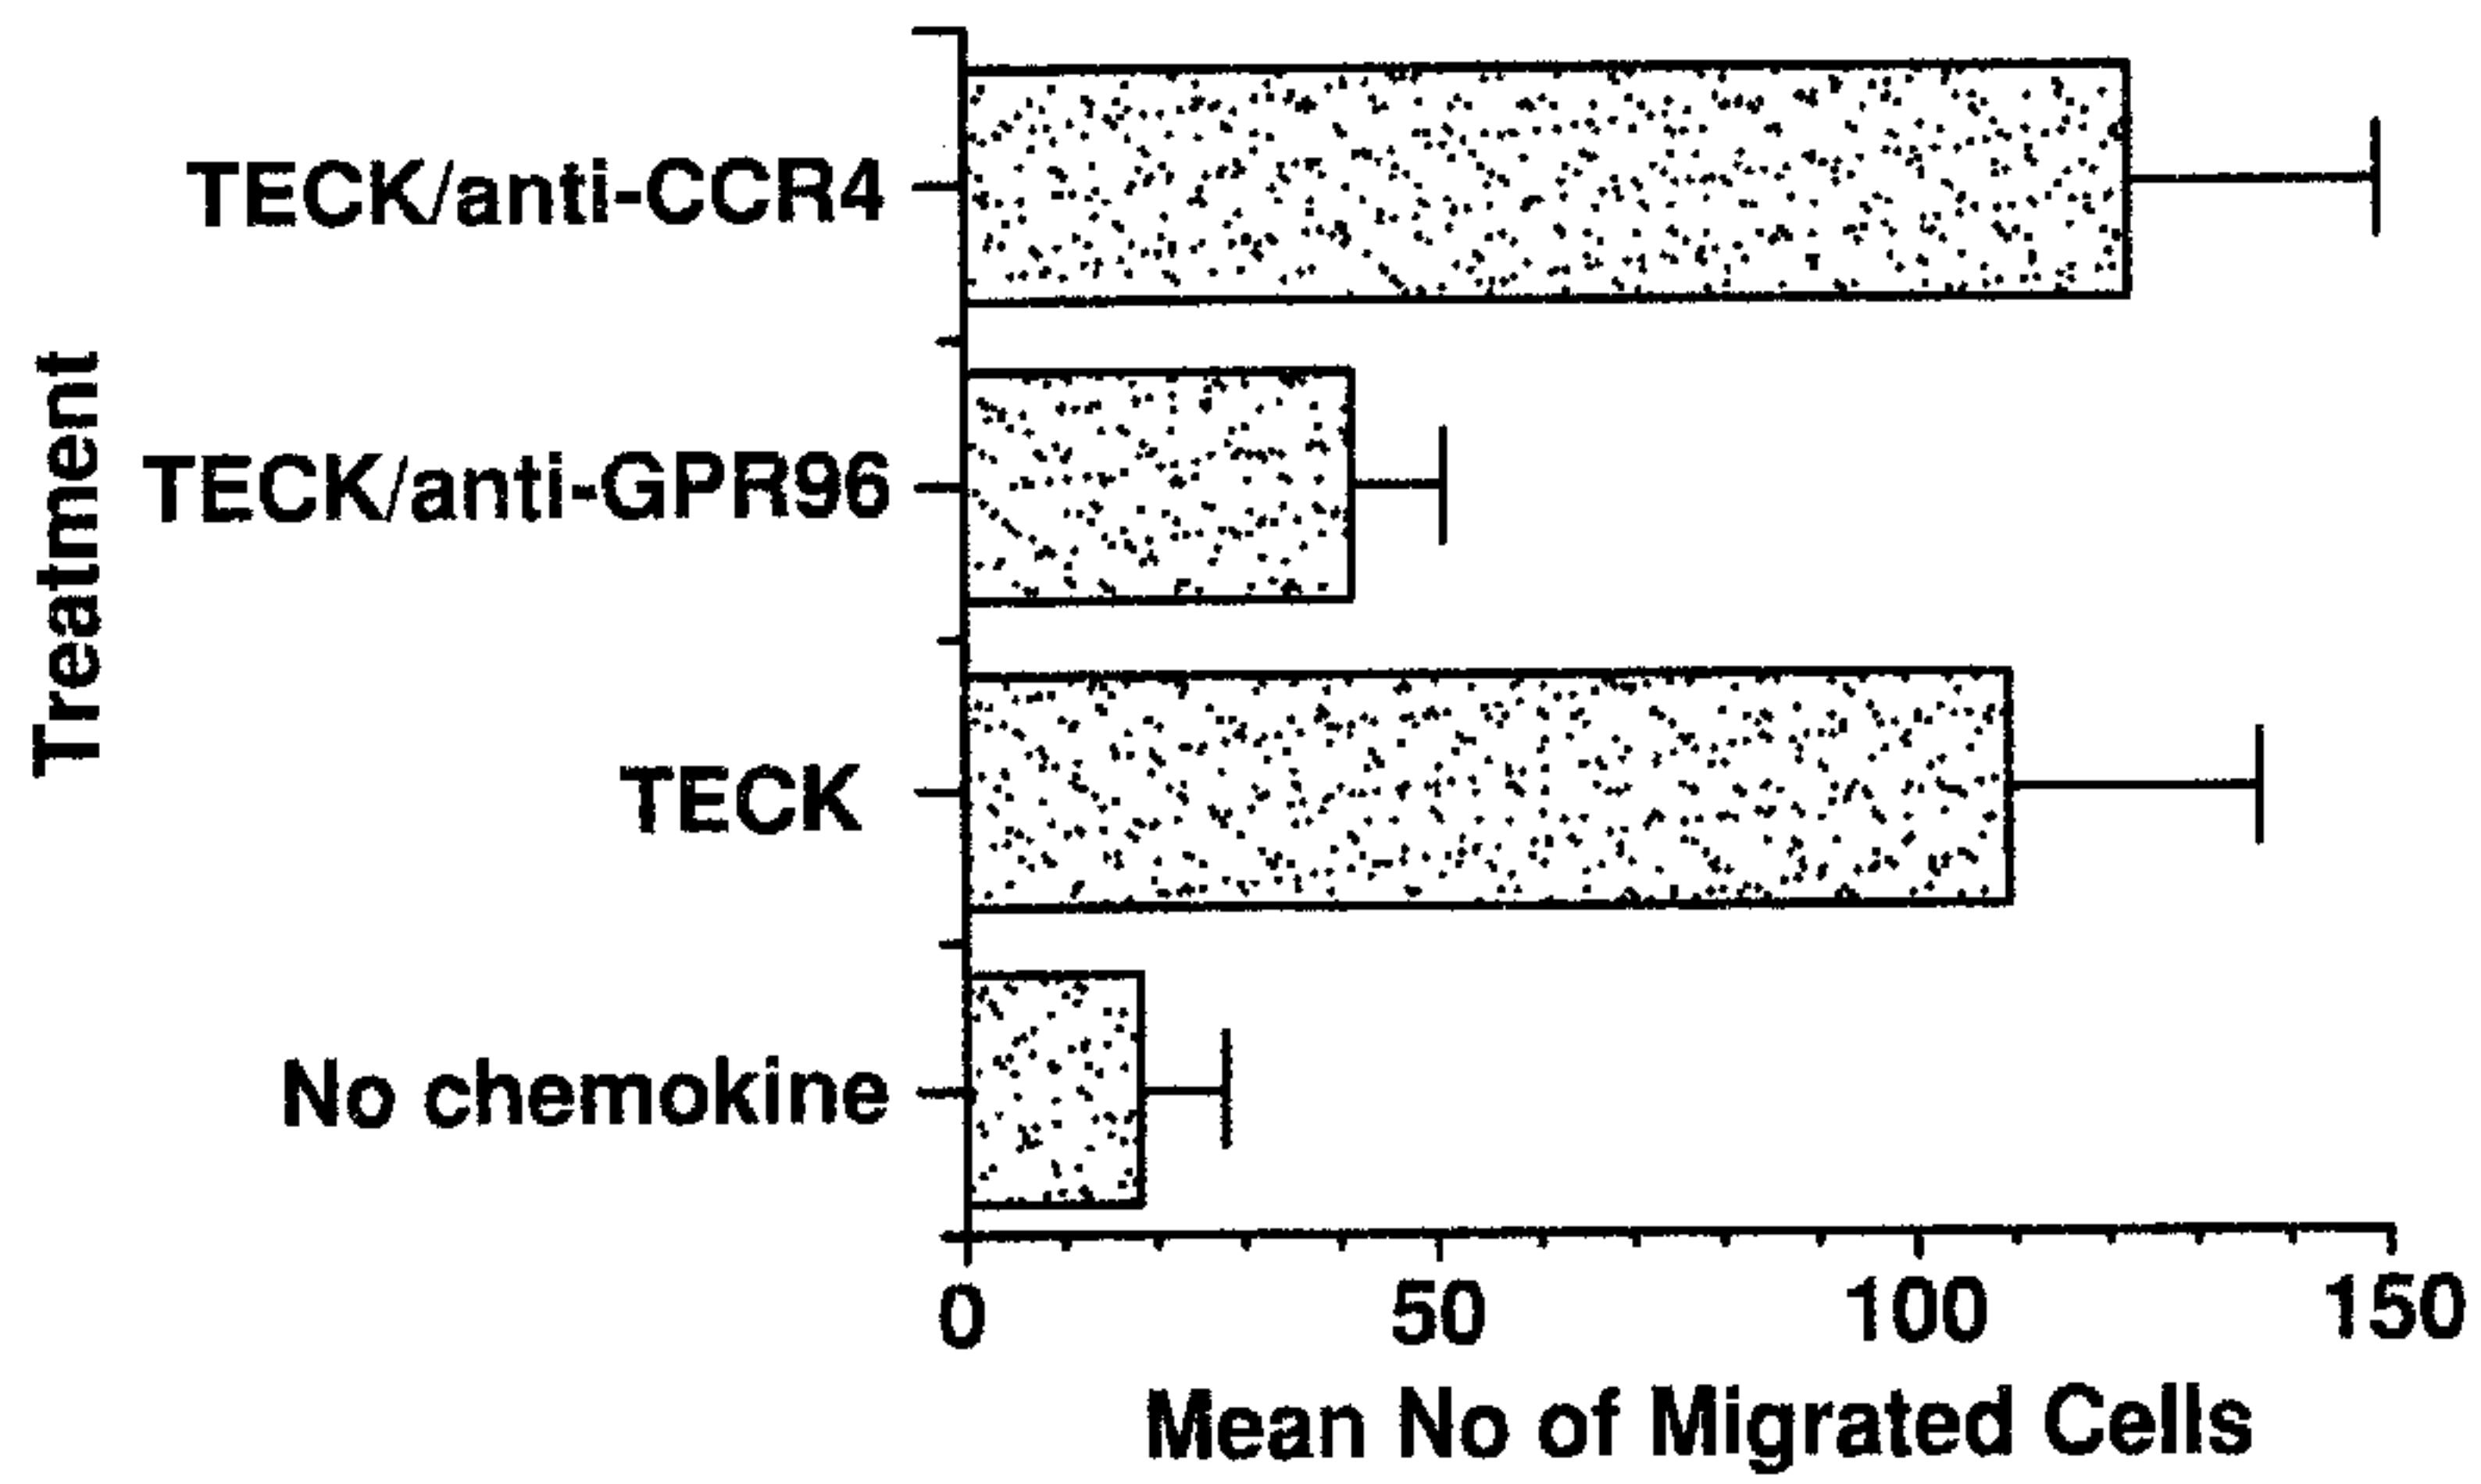 TECK/anti-CCR4
TECK/anti-GPR96
TECK
No chemokine
Treatment
0 50 100 150
Mean No of Migrated Cells